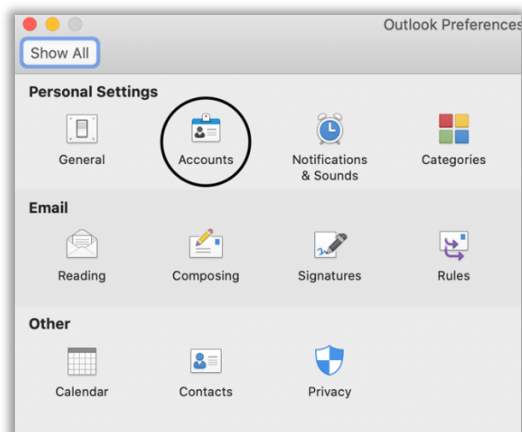 Outlook Preferences
Show All
Personal Settings
General
Accounts
Notifications
& Sounds
Categories
Email
Reading
Composing
Signatures
Rules
Other
Calendar
Contacts
Privacy